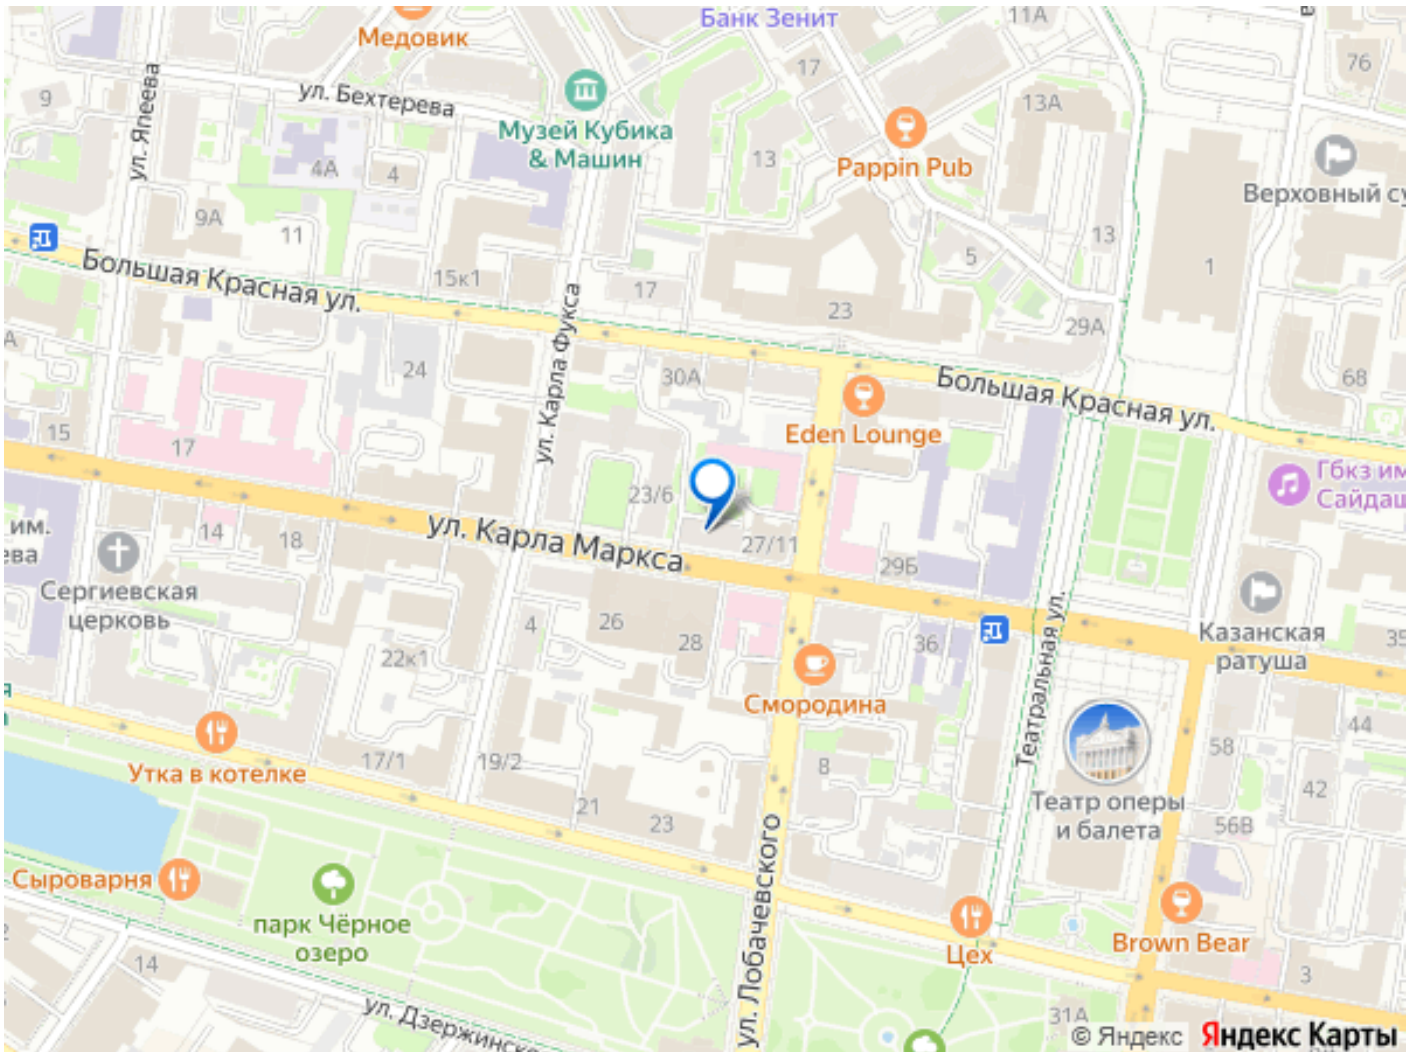 Банк Зенит
11А
Медовик
17
76
ул. Япеева
9
ул. Бехтерева
13А
Музей Кубика
& Машин
13
Pappin Pub
4А
4
Верховный су
9А
11
13
5
1
Большая Красная ул.
15к1
17
23
29А
ул. Карла Фукса
А
24
30А
68
Большая Красная ул.
Eden Lounge
15
17
Гбкз им
Сайдаш
23/6
им.
ева
14
18
ул. Карла Маркса
27/11
29Б
Сергиевская
церковь
4
26
28
36
Казанская
ратуша
35
22к1
Театральная ул.
я
Смородина
44
58
17/1
19/2
8
Утка в котелке
42
Театр оперы
и балета
21
23
56В
ул. Лобачевского
Сыроварня
парк Чёрное
озеро
Цех
Brown Bear
2
14
3
ул. Дзержинско
31А
© Яндекс Яндекс Карты